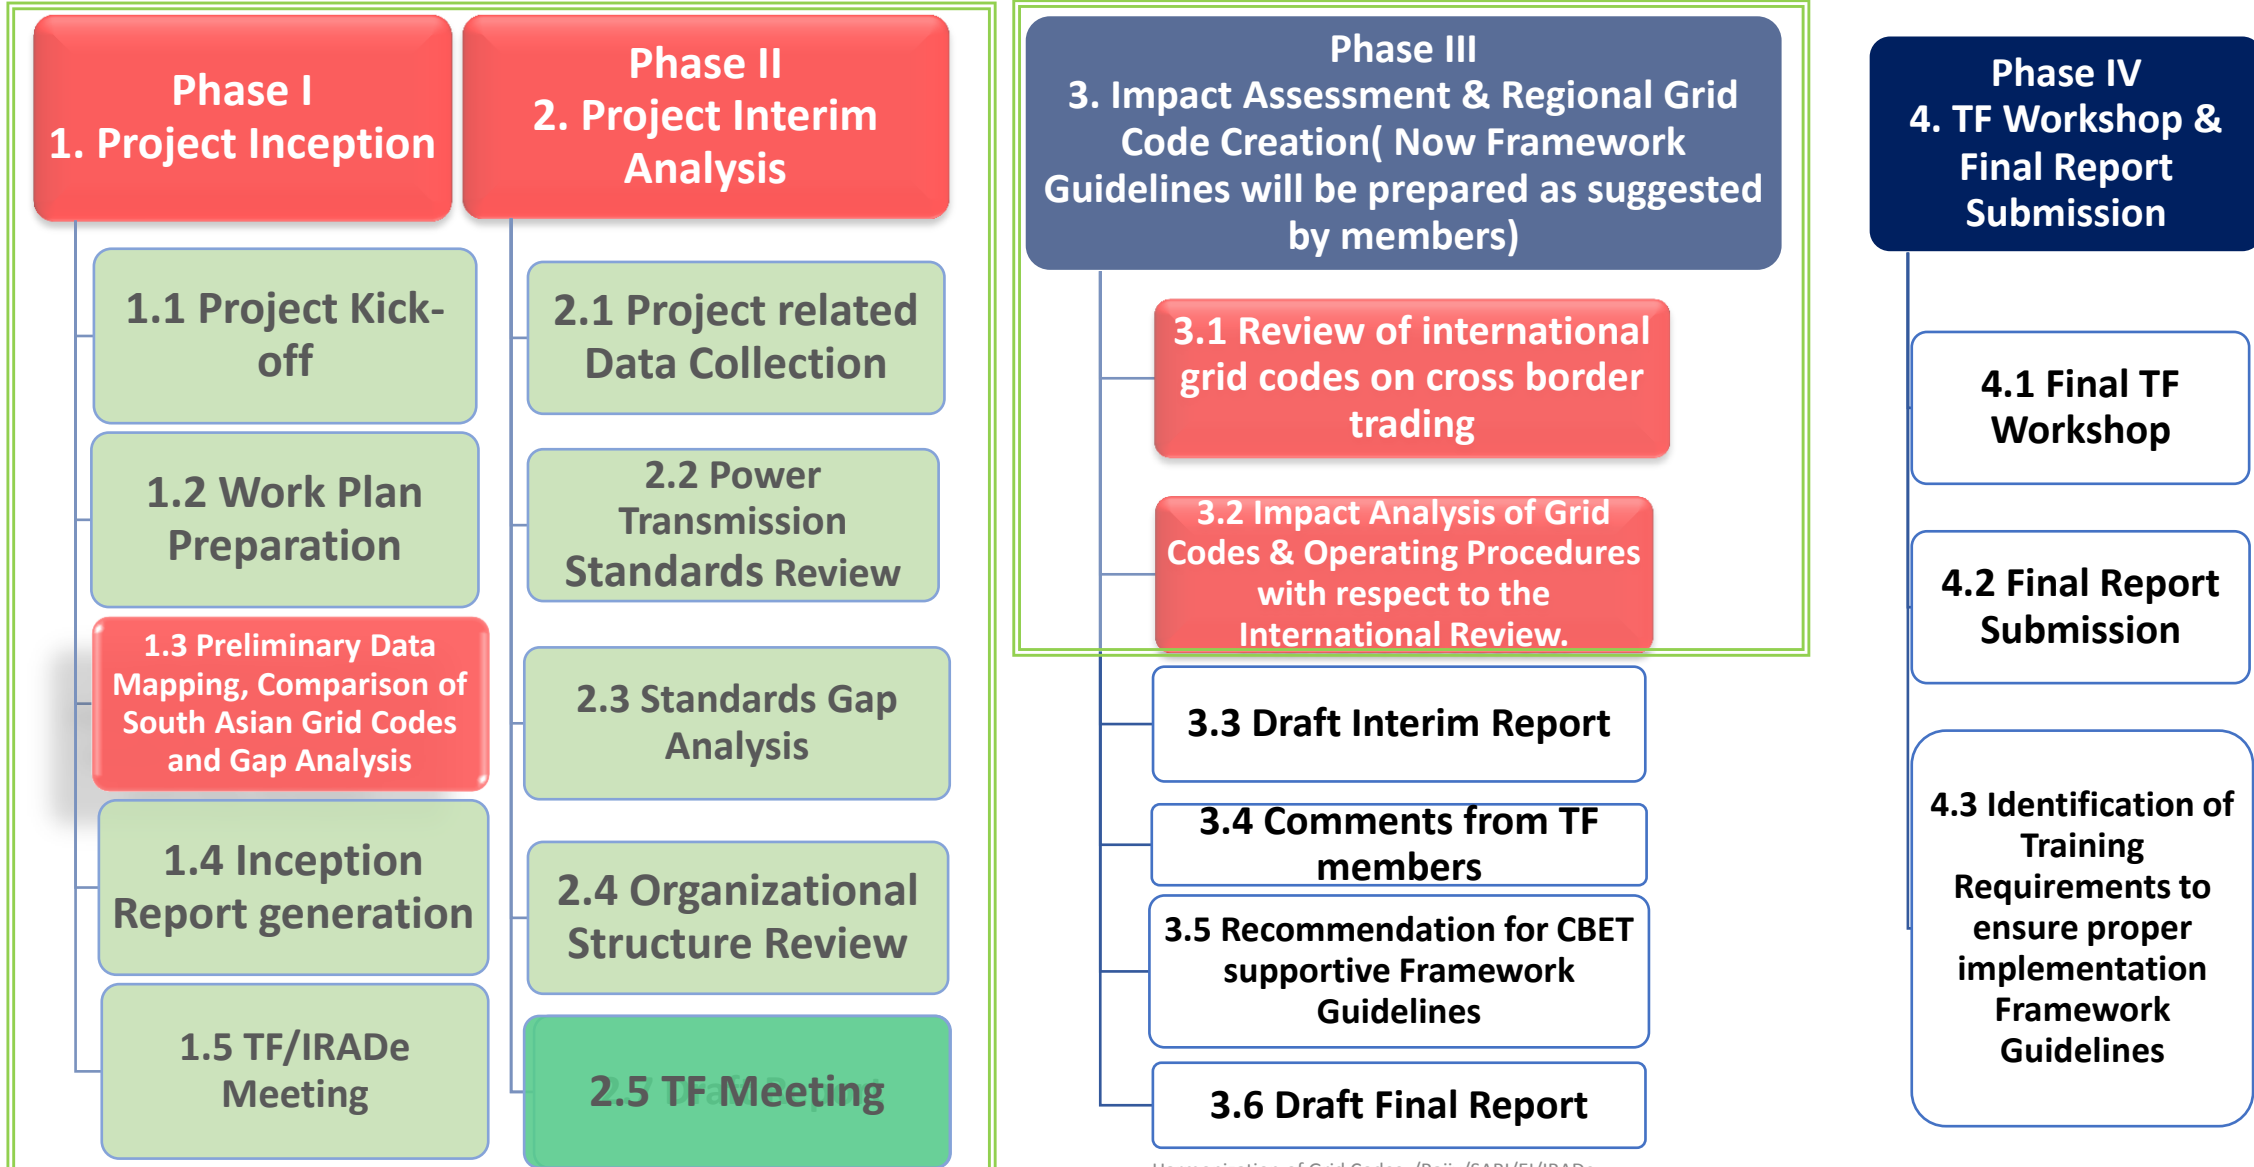 Phase I
1. Project Inception
1.1 Project Kick-
off
1.2 Work Plan
Preparation
1.3 Preliminary Data
Mapping, Comparison of
South Asian Grid Codes
and Gap Analysis
1.4 Inception
Report generation
1.5 TF/IRADe
Meeting
Phase II
2. Project Interim
Analysis
2.1 Project related
Data Collection
2.2 Power
Transmission
Standards Review
2.3 Standards Gap
Analysis
2.4 Organizational
Structure Review
2.5 TF Meeting
Phase III
3. Impact Assessment & Regional Grid
Code Creation( Now Framework
Guidelines will be prepared as suggested
by members)
3.1 Review of international
grid codes on cross border
trading
3.2 Impact Analysis of Grid
Codes & Operating Procedures
with respect to the
International Review.
3.3 Draft Interim Report
3.4 Comments from TF
members
3.5 Recommendation for CBET
supportive Framework
Guidelines
3.6 Draft Final Report
Phase IV
4. TF Workshop &
Final Report
Submission
4.1 Final TF
Workshop
4.2 Final Report
Submission
4.3 Identification of
Training
Requirements to
ensure proper
implementation
Framework
Guidelines